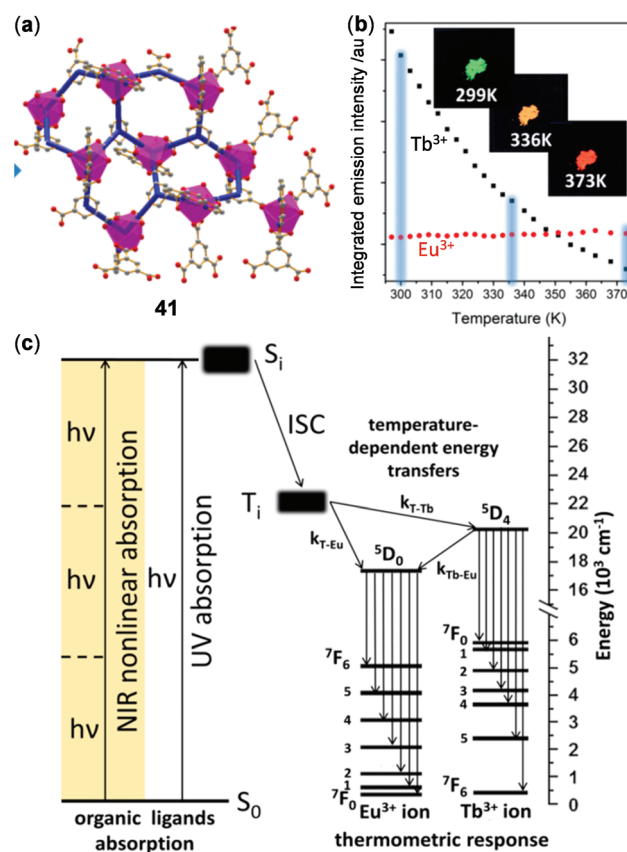 (a)
41
(b)
Integrated emission intensity /au
Tb³⁺
Eu³⁺
299K
336K
373K
300 310 320 330 340 350 360 370
Temperature (K)
(c)
Sᵢ
ISC
Tᵢ
S₀
hν
hν
hν
NIR nonlinear absorption
hν
UV absorption
organic ligands
absorption
temperature-
dependent energy
transfers
k_T-Tb
k_T-Eu
k_Tb-Eu
⁵D₀
⁵D₄
⁷F₆
5
4
3
2
1
⁷F₀
Eu³⁺ ion
⁷F₀
1
2
3
4
5
⁷F₆
Tb³⁺ ion
thermometric response
32
30
28
26
24
22
20
18
16
6
5
4
3
2
1
0
Energy (10³ cm⁻¹)